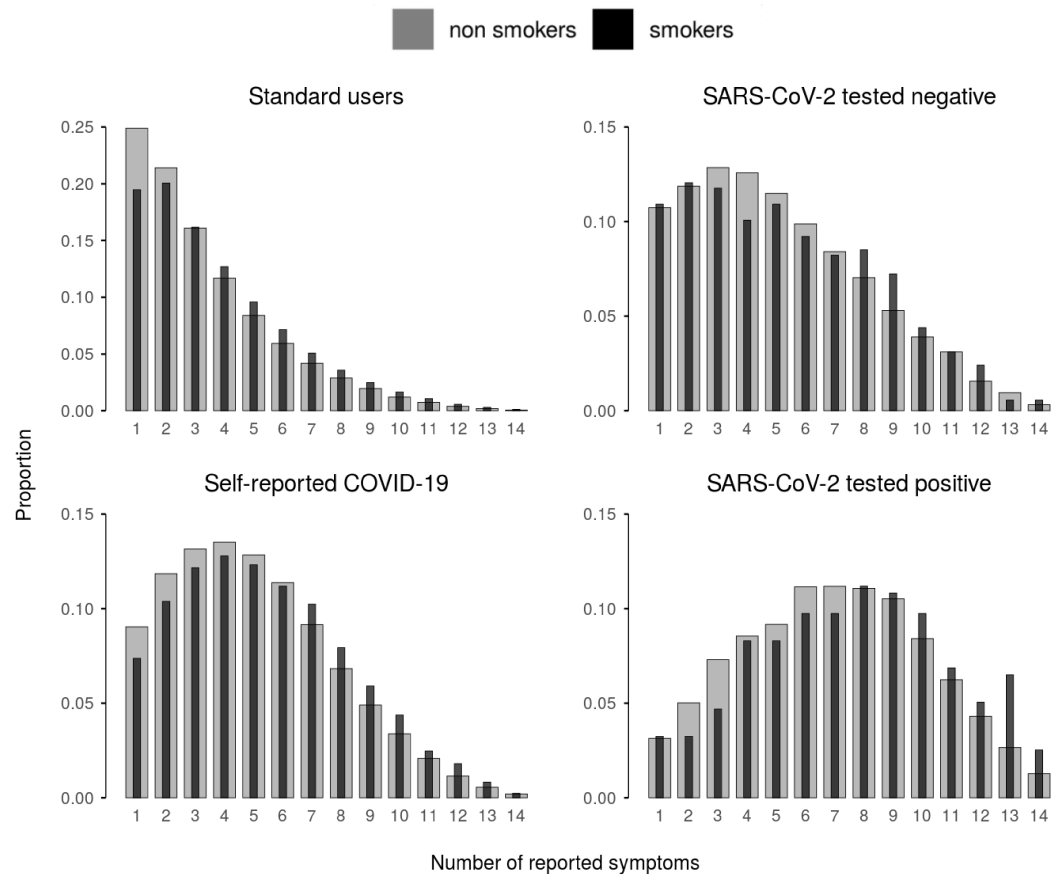 non smokers smokers
Standard users
0.25
0.20
0.15
0.10
0.05
0.00
1 2 3 4 5 6 7 8 9 10 11 12 13 14
SARS-CoV-2 tested negative
0.15
0.10
0.05
0.00
1 2 3 4 5 6 7 8 9 10 11 12 13 14
Proportion
Self-reported COVID-19
0.15
0.10
0.05
0.00
1 2 3 4 5 6 7 8 9 10 11 12 13 14
SARS-CoV-2 tested positive
0.15
0.10
0.05
0.00
1 2 3 4 5 6 7 8 9 10 11 12 13 14
Number of reported symptoms